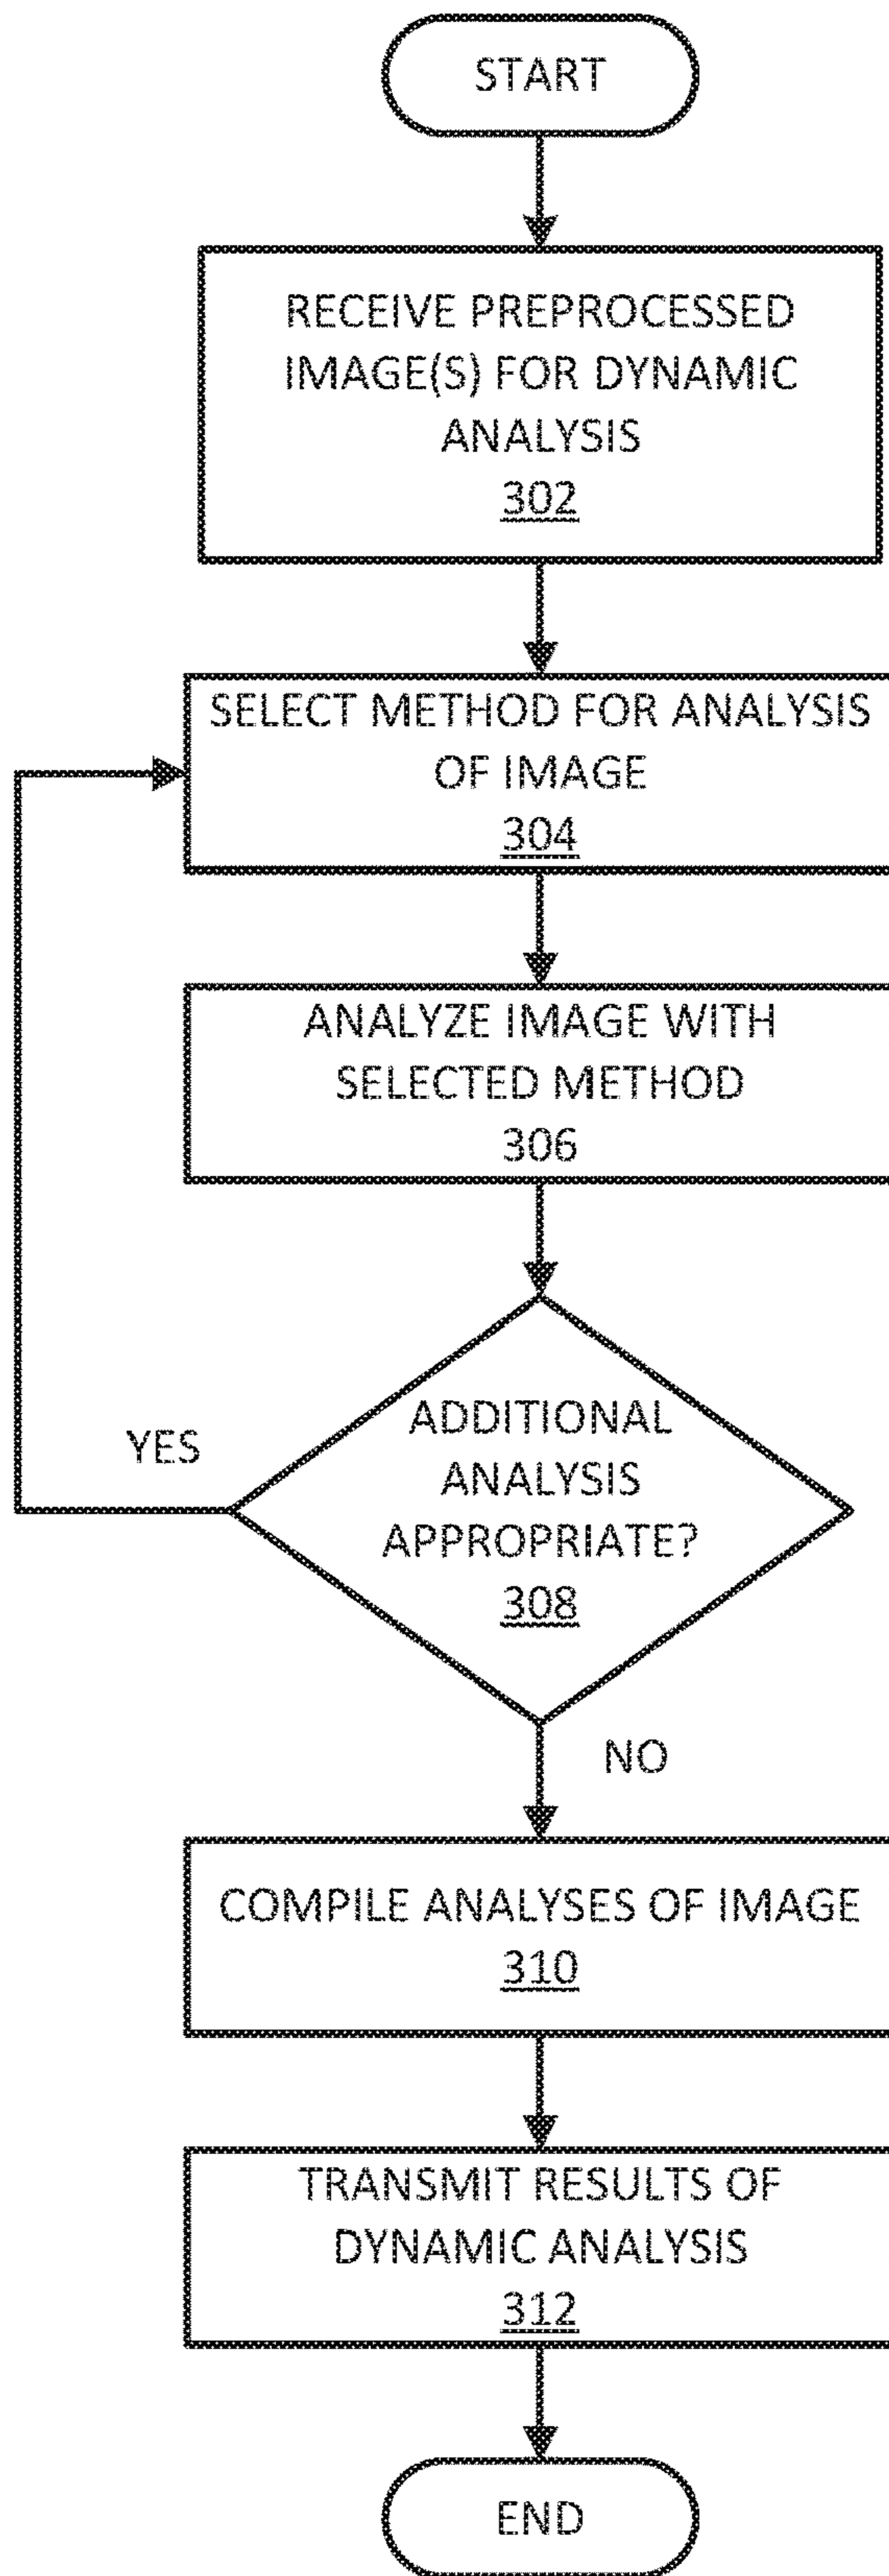 START
RECEIVE PREPROCESSED
IMAGE(S) FOR DYNAMIC
ANALYSIS
302
SELECT METHOD FOR ANALYSIS
OF IMAGE
304
ANALYZE IMAGE WITH
SELECTED METHOD
306
ADDITIONAL
ANALYSIS
APPROPRIATE?
308
YES
NO
COMPILE ANALYSES OF IMAGE
310
TRANSMIT RESULTS OF
DYNAMIC ANALYSIS
312
END